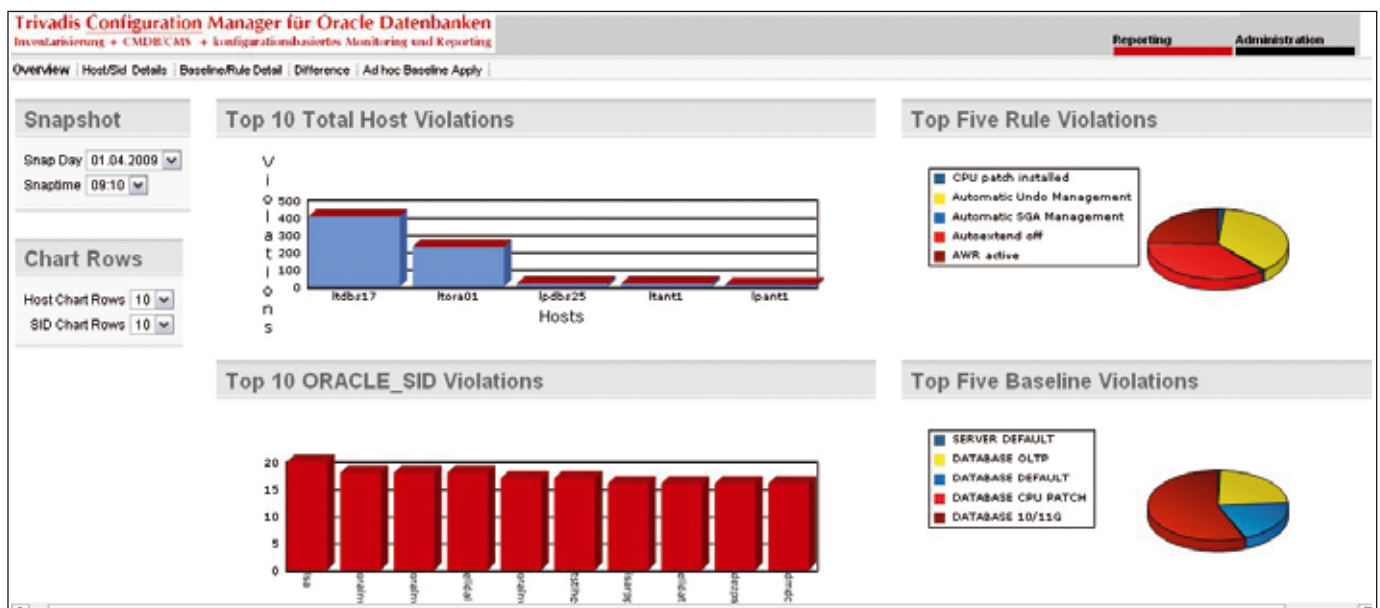 Trivadis Configuration Manager für Oracle Datenbanken
Inventarisierung + CMDB/CMS + konfigurationsbasiertes Monitoring und Reporting
Reporting Administration
Overview Host/Sid Details Baseline/Rule Detail Difference Ad hoc Baseline Apply
Snapshot
Snap Day 01.04.2009
Snaptime 09:10
Chart Rows
Host Chart Rows 10
SID Chart Rows 10
Top 10 Total Host Violations
Violations
500
400
300
200
100
0
ltdbz17 ltora01 lpdbz25 ltant1 lpant1
Hosts
Top Five Rule Violations
CPU patch installed
Automatic Undo Management
Automatic SGA Management
Autoextend off
AWR active
Top 10 ORACLE_SID Violations
20
15
10
5
0
Top Five Baseline Violations
SERVER DEFAULT
DATABASE OLTP
DATABASE DEFAULT
DATABASE CPU PATCH
DATABASE 10/11G